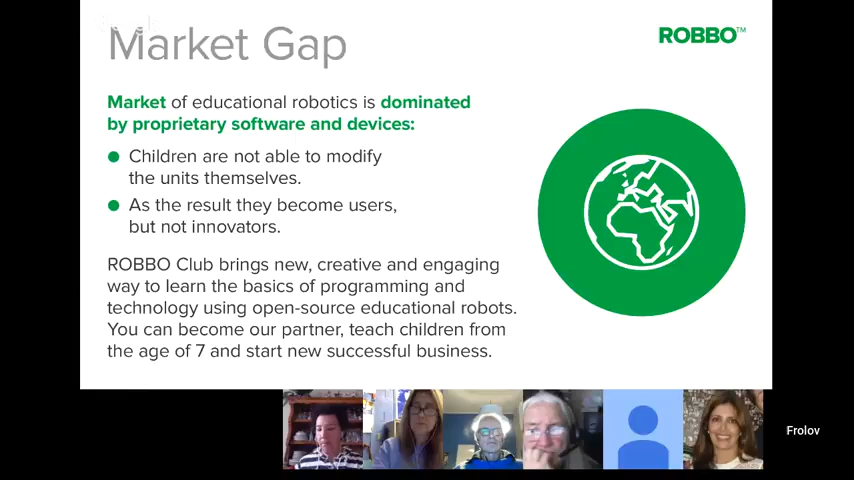 Market Gap
ROBBO™
Market of educational robotics is dominated
by proprietary software and devices:
Children are not able to modify
the units themselves.
As the result they become users,
but not innovators.
ROBBO Club brings new, creative and engaging
way to learn the basics of programming and
technology using open-source educational robots.
You can become our partner, teach children from
the age of 7 and start new successful business.
Frolov